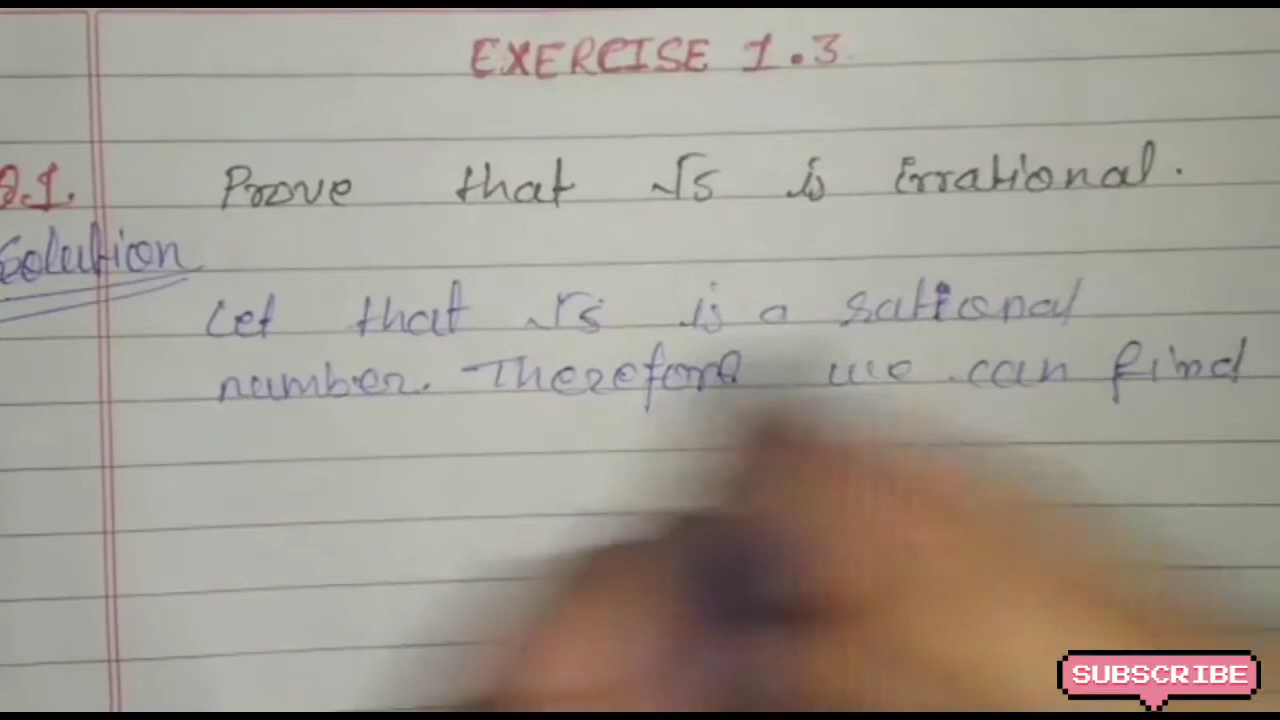 EXERCISE 1.3
Q.1. Prove that √5 is irrational.
Solution
Let that √5 is a rational
number. Therefore we can find
SUBSCRIBE